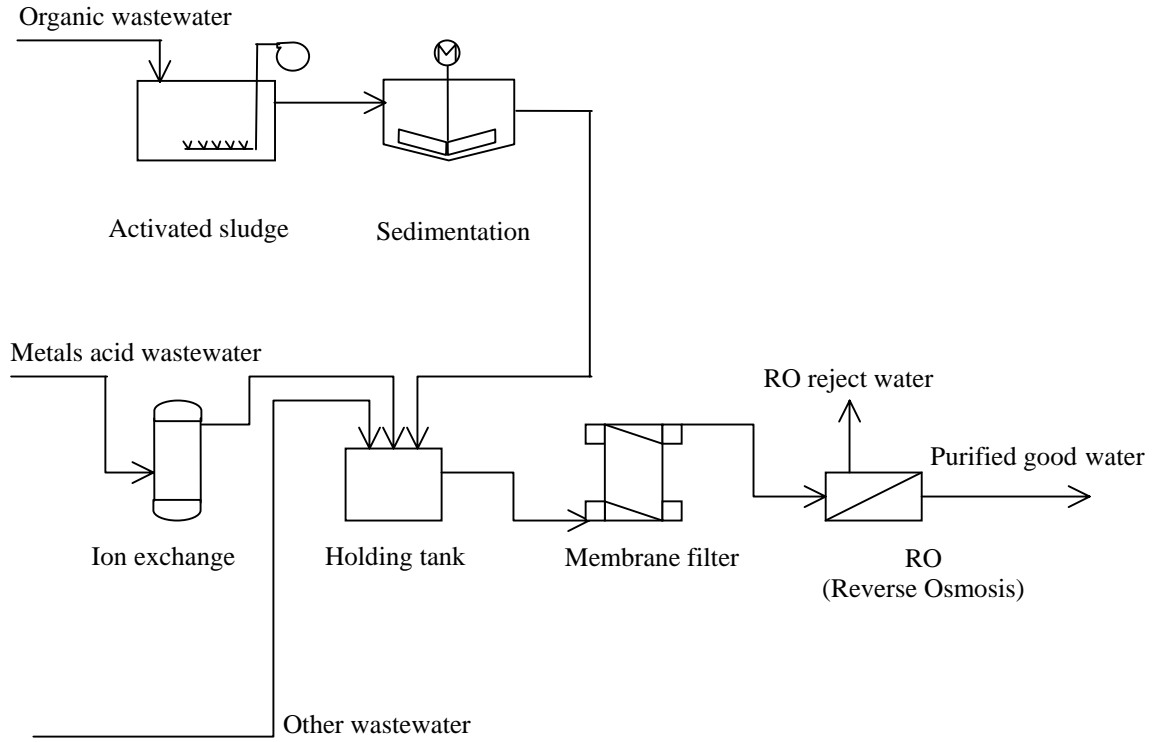 Organic wastewater
M
Activated sludge
Sedimentation
Metals acid wastewater
RO reject water
Purified good water
Ion exchange
Holding tank
Membrane filter
RO
(Reverse Osmosis)
Other wastewater